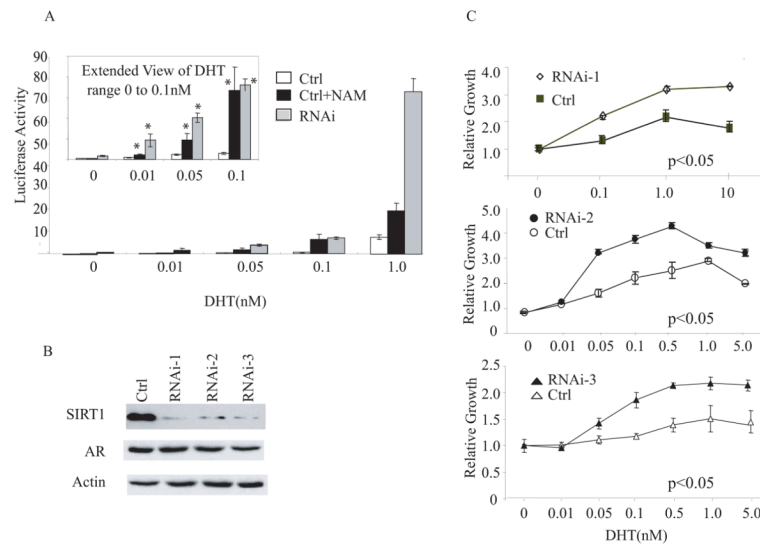 A
Luciferase Activity
90
80
70
60
50
40
30
20
10
Extended View of DHT
range 0 to 0.1nM
* * * * * *
0 0.01 0.05 0.1
Ctrl
Ctrl+NAM
RNAi
0 0.01 0.05 0.1 1.0
DHT(nM)
B
Ctrl
RNAi-1
RNAi-2
RNAi-3
SIRT1
AR
Actin
C
Relative Growth
4.0
3.0
2.0
1.0
RNAi-1
Ctrl
p<0.05
0 0.1 1.0 10
Relative Growth
5.0
4.0
3.0
2.0
1.0
0
RNAi-2
Ctrl
p<0.05
0 0.01 0.05 0.1 0.5 1.0 5.0
Relative Growth
2.5
2.0
1.5
1.0
0.5
0
RNAi-3
Ctrl
p<0.05
0 0.01 0.05 0.1 0.5 1.0 5.0
DHT(nM)